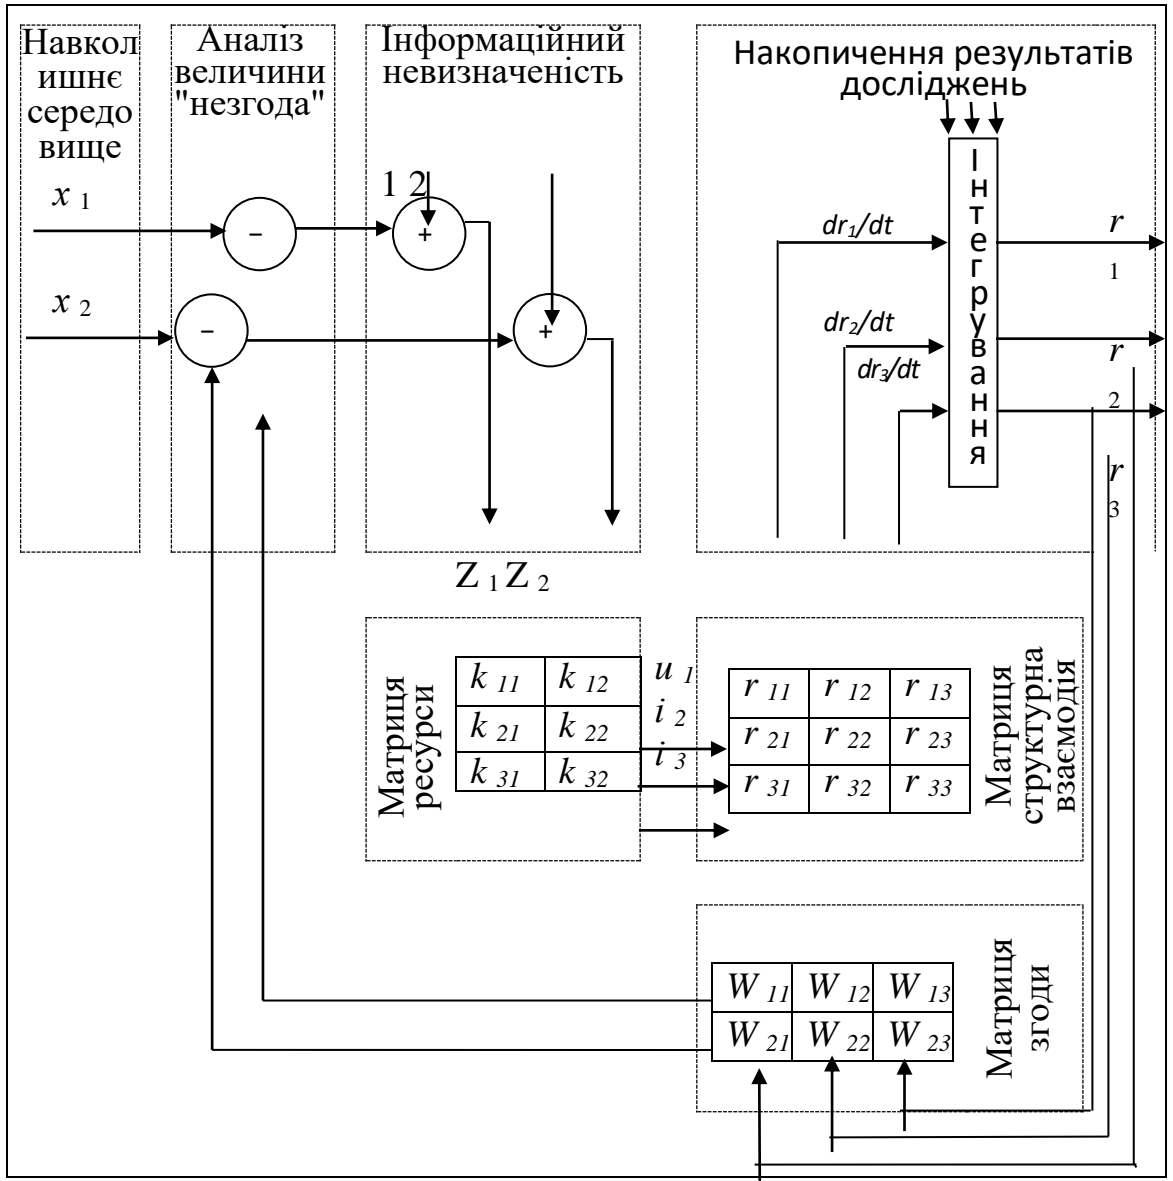 Навкол
ишнє
середо
вище
Аналіз
величини
"незгода"
Інформаційний
невизначеність
Накопичення результатів
досліджень
x 1
x 2
−
−
1 2
+
+
dr1/dt
dr2/dt
dr3/dt
Інтегрування
r
1
r
2
r
3
Z 1 Z 2
Матриця
ресурси
k 11 k 12
k 21 k 22
k 31 k 32
u 1
i 2
i 3
r 11 r 12 r 13
r 21 r 22 r 23
r 31 r 32 r 33
Матриця
структурна
взаємодія
W 11 W 12 W 13
W 21 W 22 W 23
Матриця
згоди